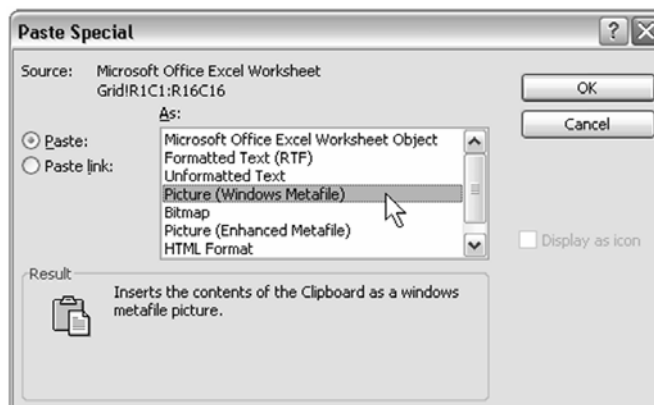 Paste Special
Source: Microsoft Office Excel Worksheet
Grid!R1C1:R16C16
As:
Paste:
Paste link:
Microsoft Office Excel Worksheet Object
Formatted Text (RTF)
Unformatted Text
Picture (Windows Metafile)
Bitmap
Picture (Enhanced Metafile)
HTML Format
OK
Cancel
Display as icon
Result
Inserts the contents of the Clipboard as a windows
metafile picture.